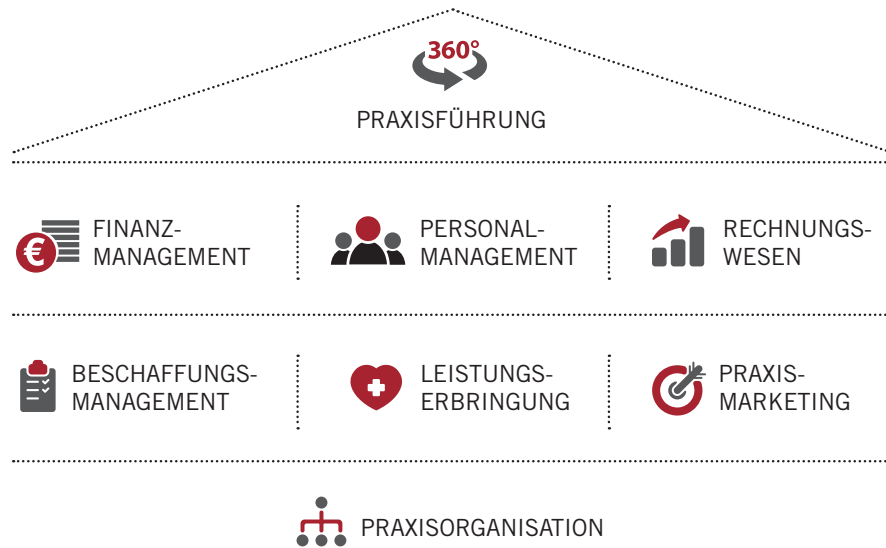 360°
PRAXISFÜHRUNG
FINANZ-
MANAGEMENT
PERSONAL-
MANAGEMENT
RECHNUNGS-
WESEN
BESCHAFFUNGS-
MANAGEMENT
LEISTUNGS-
ERBRINGUNG
PRAXIS-
MARKETING
PRAXISORGANISATION